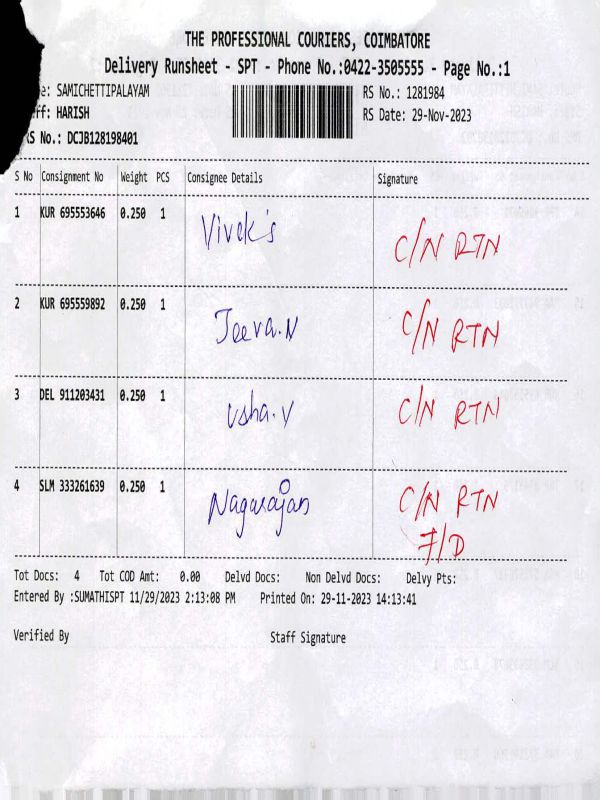 THE PROFESSIONAL COURIERS, COIMBATORE
Delivery Runsheet - SPT - Phone No.:0422-3505555 - Page No.:1
e: SAMICHETTIPALAYAM RS No.: 1281984
ff: HARISH RS Date: 29-Nov-2023
RS No.: DCJB128198401
S No Consignment No Weight PCS Consignee Details Signature
1 KUR 695553646 0.250 1 Vivek's C/N RTN
2 KUR 695559892 0.250 1 Jeeva.N C/N RTN
3 DEL 911203431 0.250 1 Usha.V C/N RTN
4 SLM 333261639 0.250 1 Nagarajan C/N RTN
F/D
Tot Docs: 4 Tot COD Amt: 0.00 Delvd Docs: Non Delvd Docs: Delvy Pts:
Entered By :SUMATHISPT 11/29/2023 2:13:08 PM Printed On: 29-11-2023 14:13:41
Verified By Staff Signature